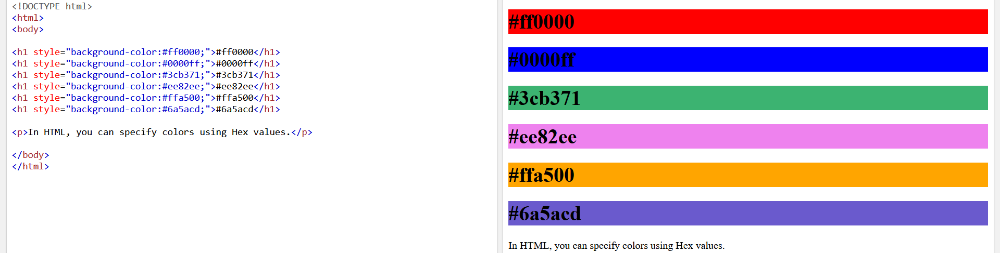 <!DOCTYPE html>
<html>
<body>
<h1 style="background-color:#ff0000;">#ff0000</h1>
<h1 style="background-color:#0000ff;">#0000ff</h1>
<h1 style="background-color:#3cb371;">#3cb371</h1>
<h1 style="background-color:#ee82ee;">#ee82ee</h1>
<h1 style="background-color:#ffa500;">#ffa500</h1>
<h1 style="background-color:#6a5acd;">#6a5acd</h1>
<p>In HTML, you can specify colors using Hex values.</p>
</body>
</html>
#ff0000
#0000ff
#3cb371
#ee82ee
#ffa500
#6a5acd
In HTML, you can specify colors using Hex values.